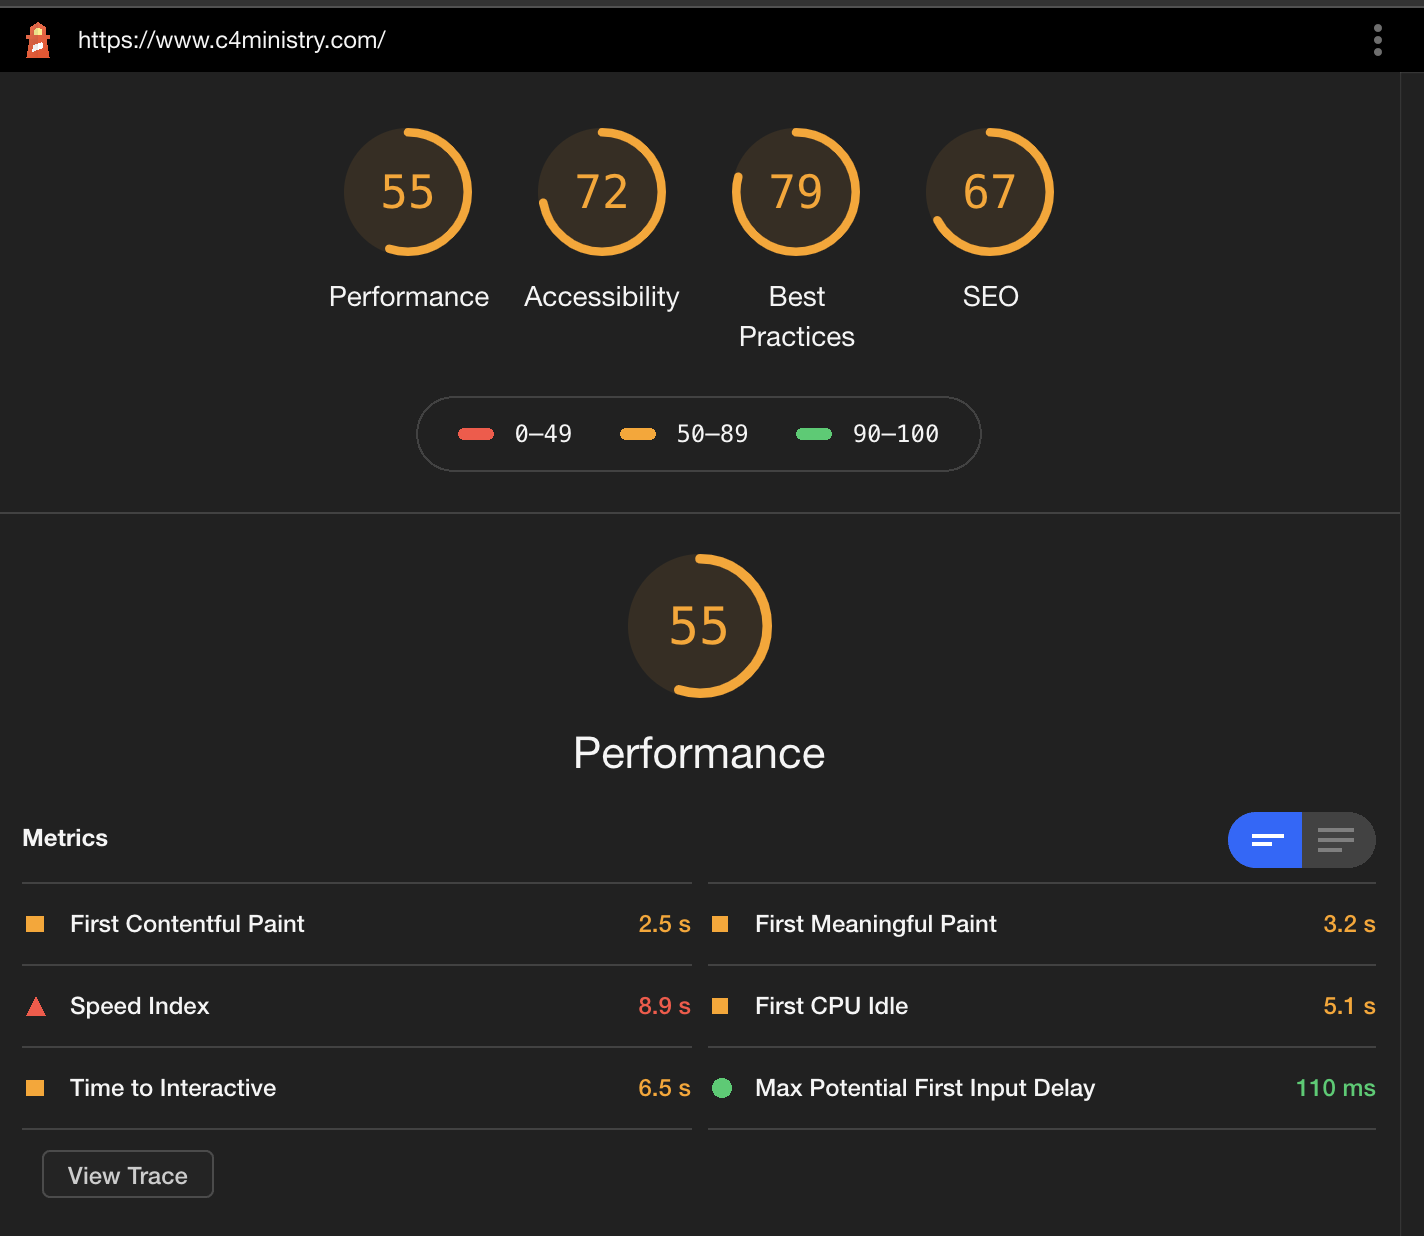 https://www.c4ministry.com/
55
72
79
67
Performance
Accessibility
Best
Practices
SEO
0–49
50–89
90–100
55
Performance
Metrics
First Contentful Paint 2.5 s
First Meaningful Paint 3.2 s
Speed Index 8.9 s
First CPU Idle 5.1 s
Time to Interactive 6.5 s
Max Potential First Input Delay 110 ms
View Trace